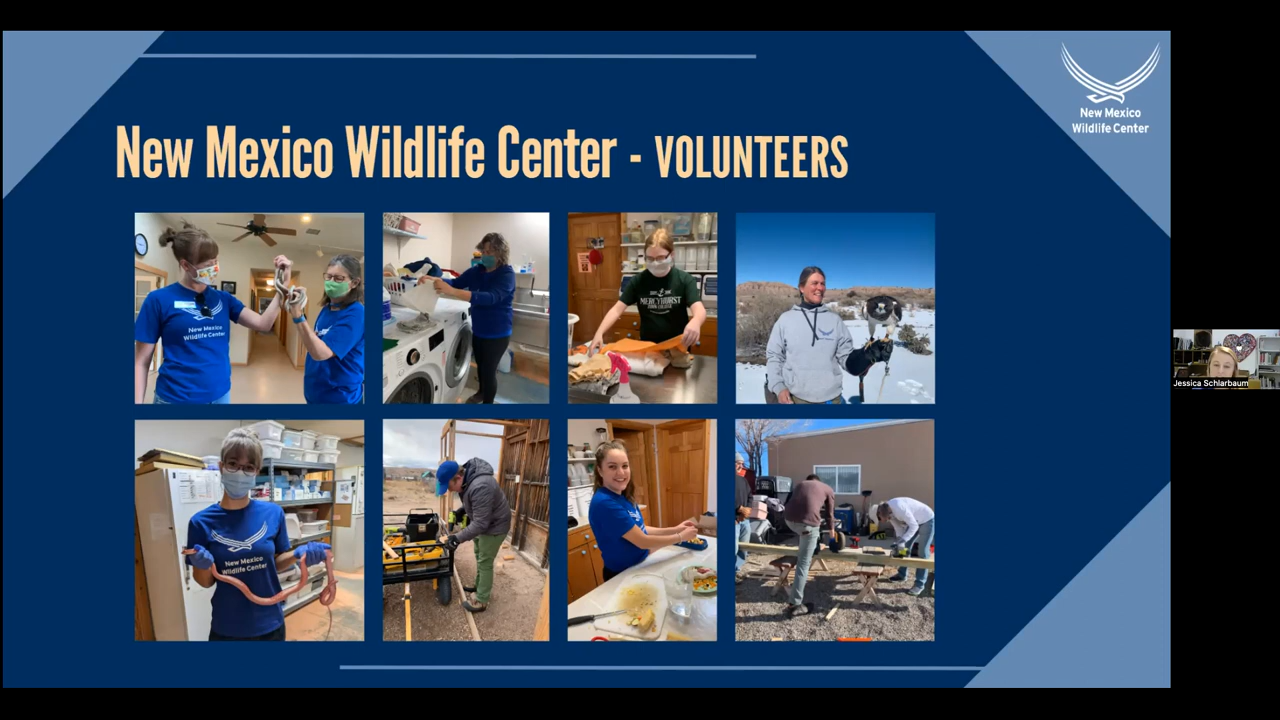 New Mexico
Wildlife Center
New Mexico Wildlife Center - VOLUNTEERS
New Mexico
Wildlife Center
MERCYHURST
New Mexico
Wildlife Center
Jessica Schlarbaum